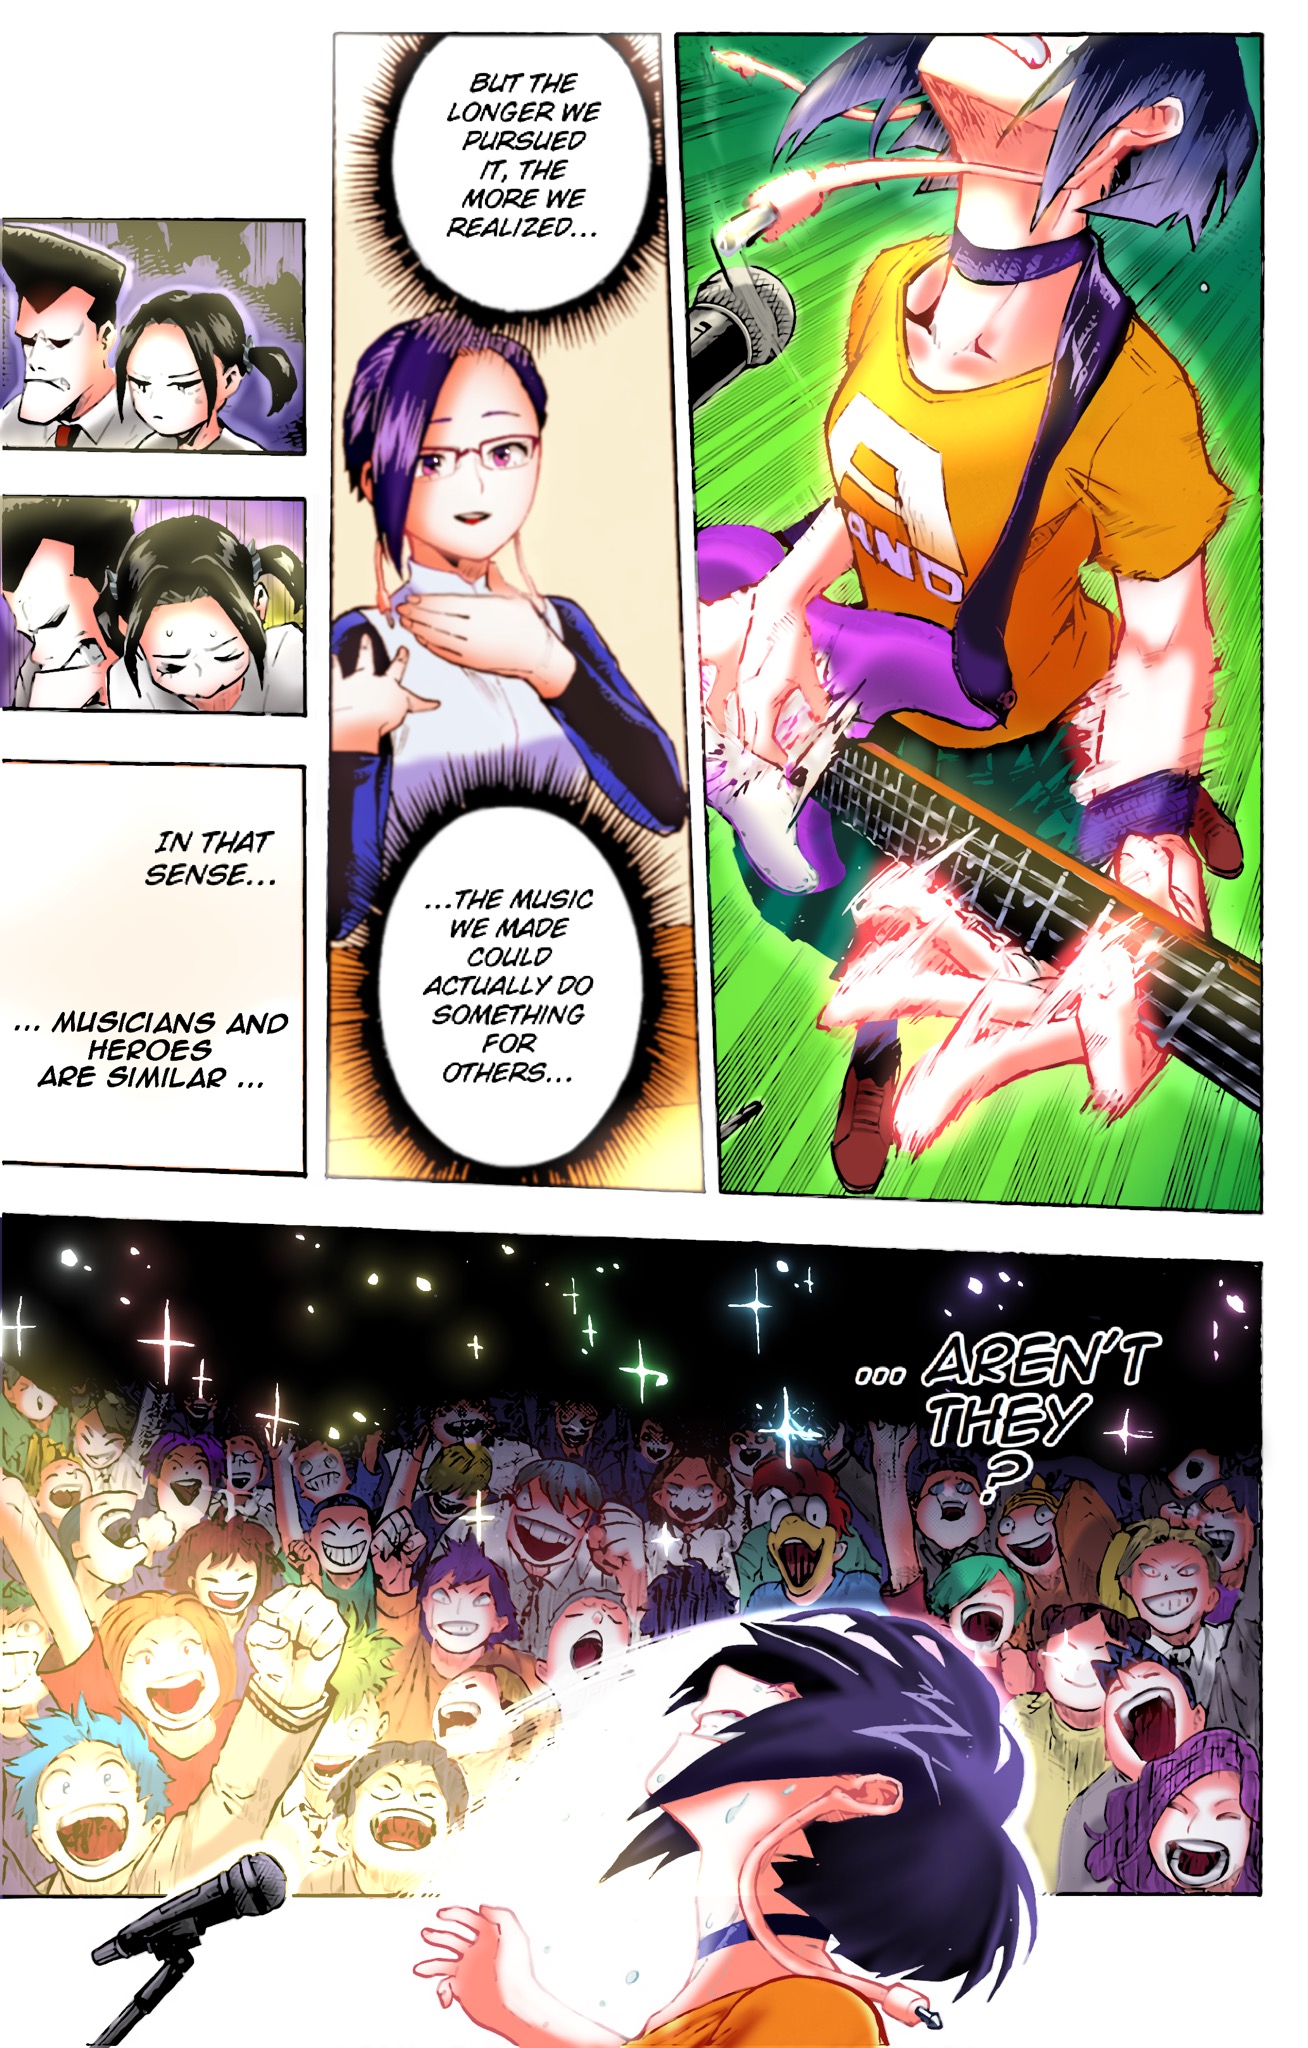 BUT THE
LONGER WE
PURSUED
IT, THE
MORE WE
REALIZED...
...THE MUSIC
WE MADE
COULD
ACTUALLY DO
SOMETHING
FOR
OTHERS...
AND
IN THAT
SENSE...
... MUSICIANS AND
HEROES
ARE SIMILAR ...
... AREN'T
THEY
?